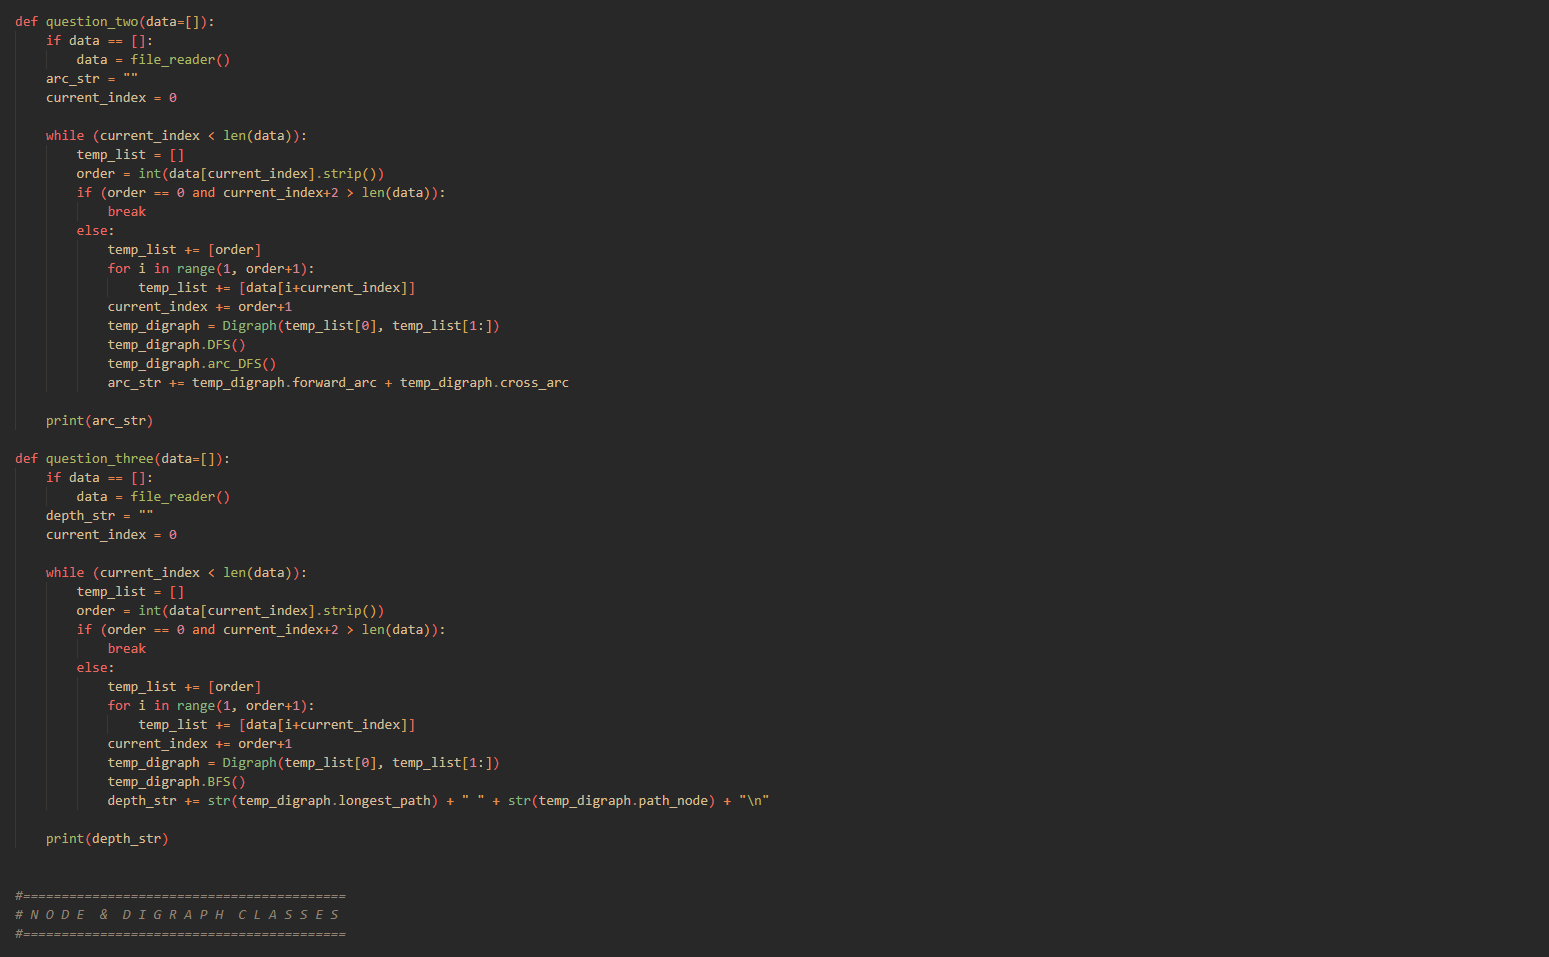 def question_two(data=[]):
    if data == []:
        data = file_reader()
    arc_str = ""
    current_index = 0

    while (current_index < len(data)):
        temp_list = []
        order = int(data[current_index].strip())
        if (order == 0 and current_index+2 > len(data)):
            break
        else:
            temp_list += [order]
            for i in range(1, order+1):
                temp_list += [data[i+current_index]]
            current_index += order+1
            temp_digraph = Digraph(temp_list[0], temp_list[1:])
            temp_digraph.DFS()
            temp_digraph.arc_DFS()
            arc_str += temp_digraph.forward_arc + temp_digraph.cross_arc

    print(arc_str)

def question_three(data=[]):
    if data == []:
        data = file_reader()
    depth_str = ""
    current_index = 0

    while (current_index < len(data)):
        temp_list = []
        order = int(data[current_index].strip())
        if (order == 0 and current_index+2 > len(data)):
            break
        else:
            temp_list += [order]
            for i in range(1, order+1):
                temp_list += [data[i+current_index]]
            current_index += order+1
            temp_digraph = Digraph(temp_list[0], temp_list[1:])
            temp_digraph.BFS()
            depth_str += str(temp_digraph.longest_path) + " " + str(temp_digraph.path_node) + "\n"

    print(depth_str)


#==========================================
# N O D E  &  D I G R A P H  C L A S S E S
#==========================================